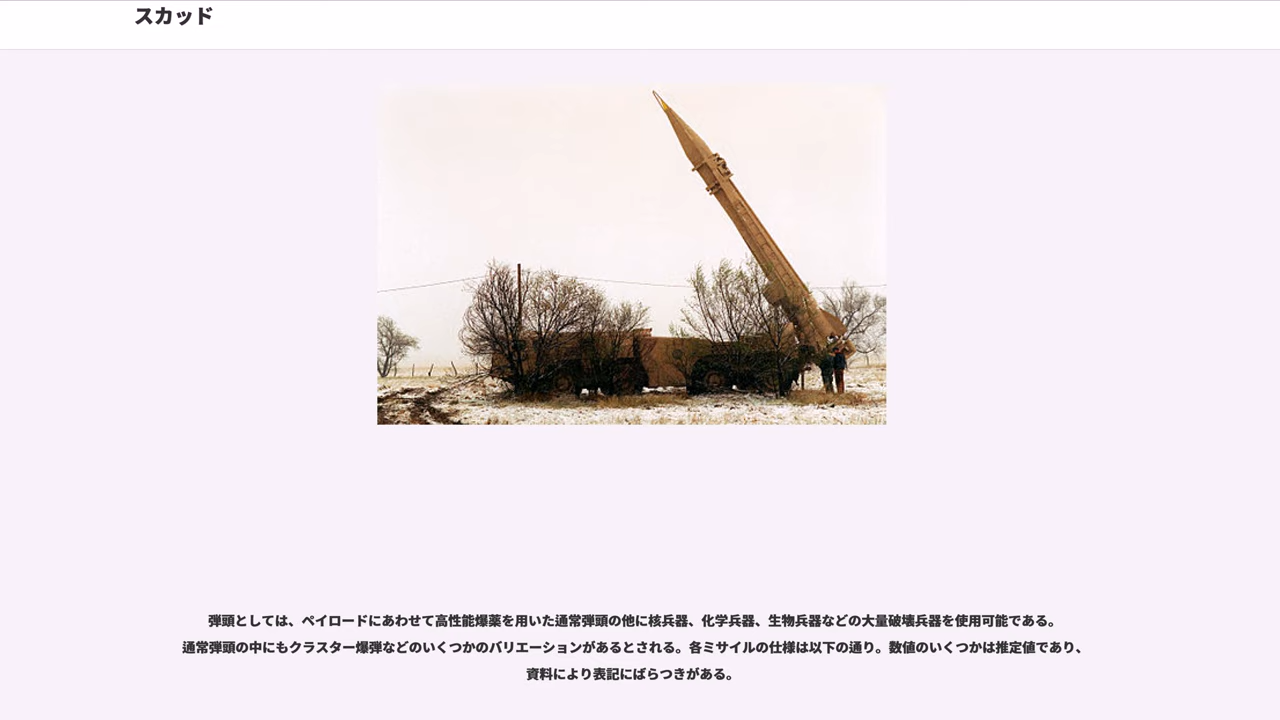 スカッド
弾頭としては、ペイロードにあわせて高性能爆薬を用いた通常弾頭の他に核兵器、化学兵器、生物兵器などの大量破壊兵器を使用可能である。
通常弾頭の中にもクラスター爆弾などのいくつかのバリエーションがあるとされる。各ミサイルの仕様は以下の通り。数値のいくつかは推定値であり、
資料により表記にばらつきがある。